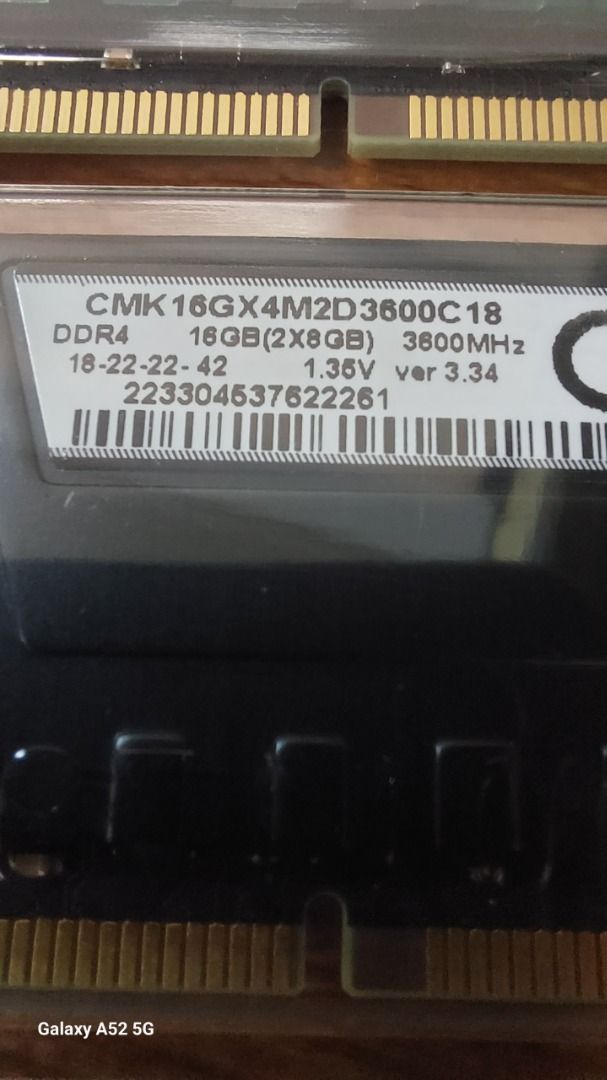 CMK16GX4M2D3600C18
DDR4 16GB(2X8GB) 3600MHz
18-22-22-42 1.35V ver 3.34
223304537622261
Galaxy A52 5G